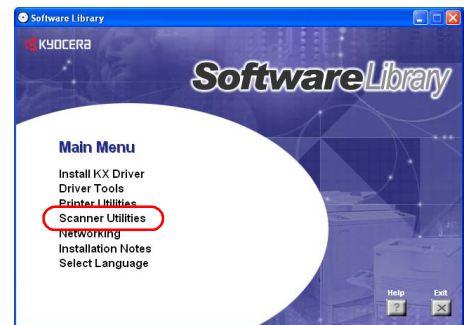 Software Library
KYOCERA
SoftwareLibrary
Main Menu
Install KX Driver
Driver Tools
Printer Utilities
Scanner Utilities
Networking
Installation Notes
Select Language
Help Exit
?